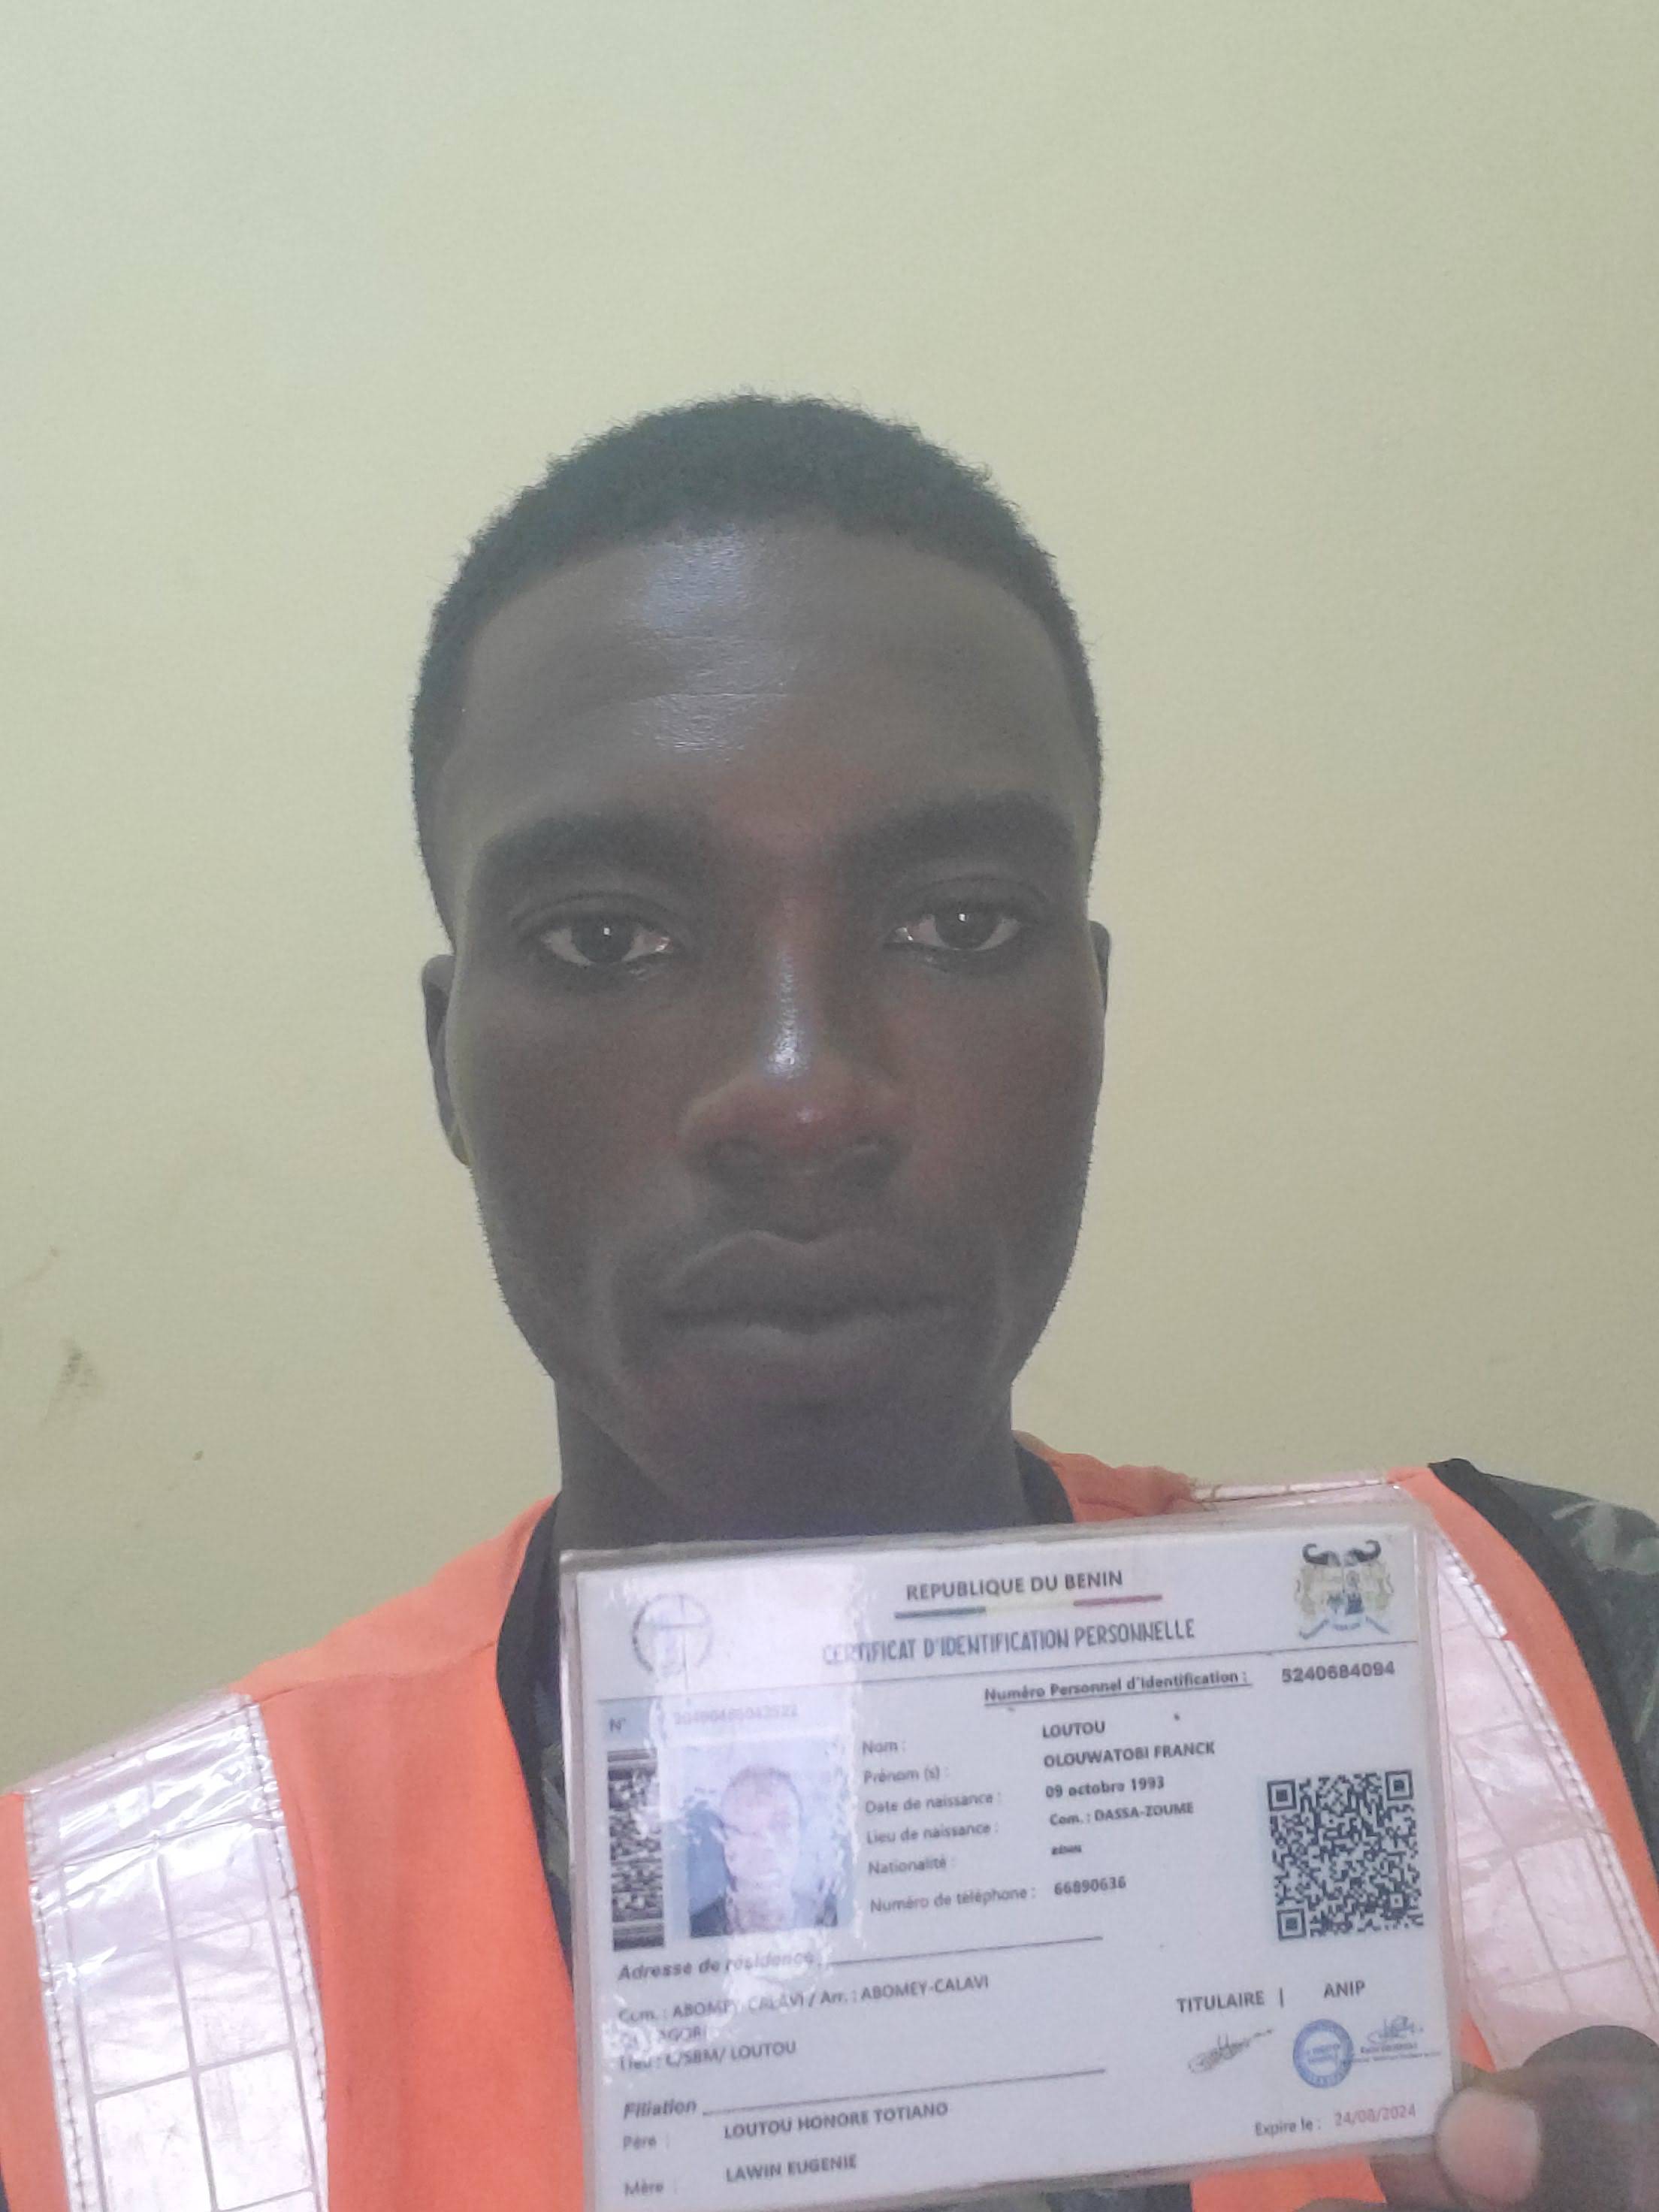 REPUBLIQUE DU BENIN
CERTIFICAT D'IDENTIFICATION PERSONNELLE
Numéro Personnel d'Identification : 5240684094
N°
Nom : LOUTOU
Prénom (s) : OLOUWATOBI FRANCK
Date de naissance : 09 octobre 1993
Lieu de naissance : Com. : DASSA-ZOUME
Nationalité :
Numéro de téléphone : 66890636
Adresse de résidence
Com. : ABOMEY-CALAVI / Arr. : ABOMEY-CALAVI
AGORI
Lieu : C/SBM/ LOUTOU
TITULAIRE | ANIP
Filiation
Père : LOUTOU HONORE TOTIANO
Mère : LAWIN EUGENIE
Expire le : 24/08/2024